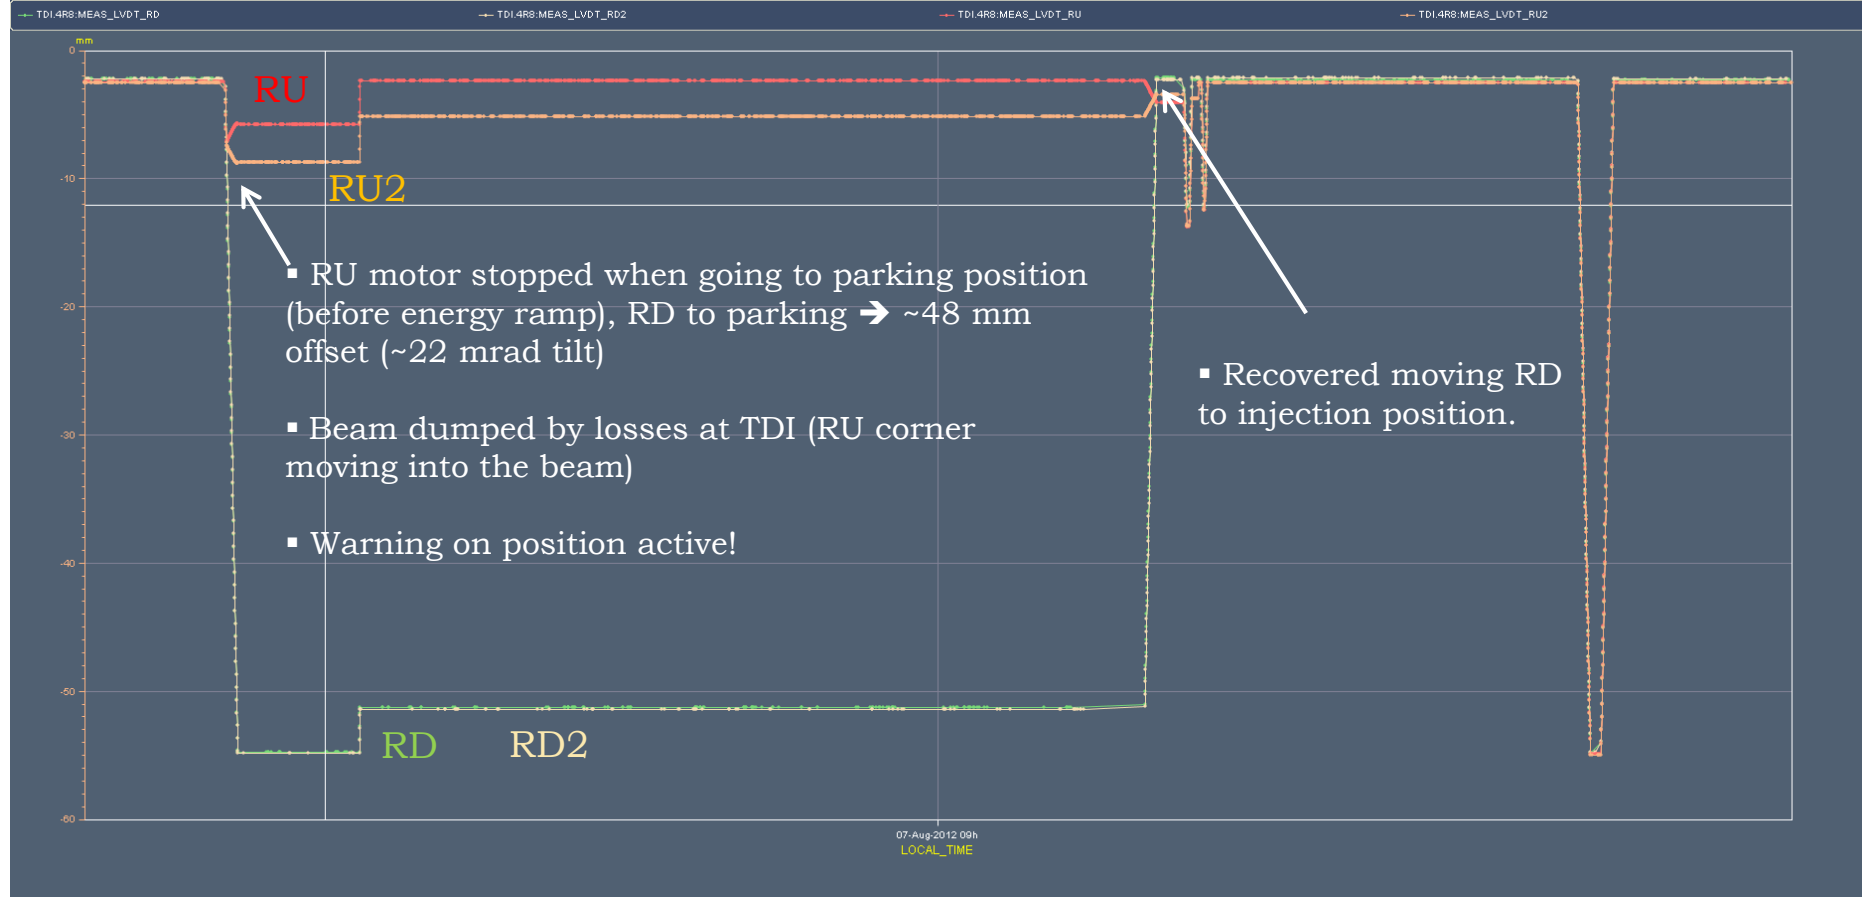 TDI.4R8:MEAS_LVDT_RD TDI.4R8:MEAS_LVDT_RD2 TDI.4R8:MEAS_LVDT_RU TDI.4R8:MEAS_LVDT_RU2
mm
0
RU
-10
RU2
▪ RU motor stopped when going to parking position
(before energy ramp), RD to parking ➔ ~48 mm
offset (~22 mrad tilt)
-20
▪ Recovered moving RD
to injection position.
▪ Beam dumped by losses at TDI (RU corner
moving into the beam)
-30
▪ Warning on position active!
-40
-50
RD RD2
-60
07-Aug-2012 09h
LOCAL_TIME